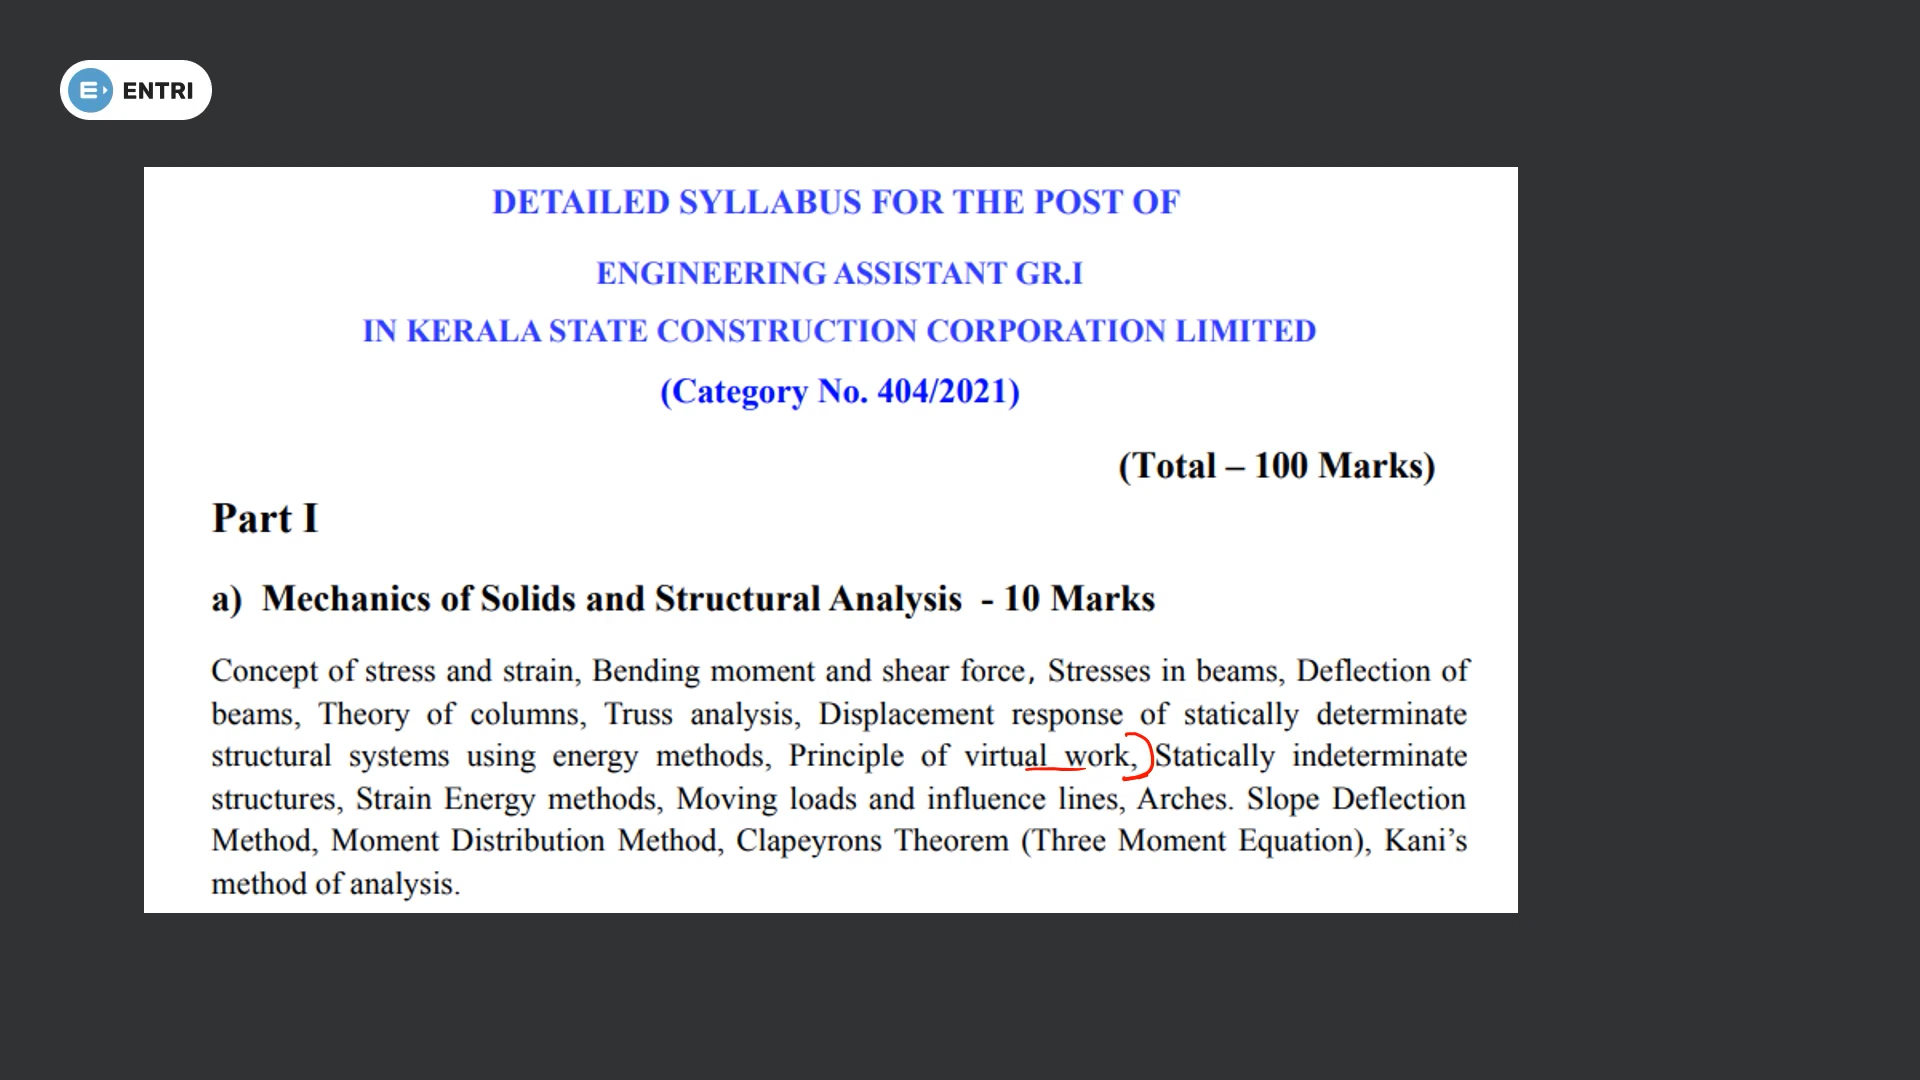 ENTRI
DETAILED SYLLABUS FOR THE POST OF
ENGINEERING ASSISTANT GR.I
IN KERALA STATE CONSTRUCTION CORPORATION LIMITED
(Category No. 404/2021)
(Total – 100 Marks)
Part I
a) Mechanics of Solids and Structural Analysis - 10 Marks
Concept of stress and strain, Bending moment and shear force, Stresses in beams, Deflection of
beams, Theory of columns, Truss analysis, Displacement response of statically determinate
structural systems using energy methods, Principle of virtual work, Statically indeterminate
structures, Strain Energy methods, Moving loads and influence lines, Arches. Slope Deflection
Method, Moment Distribution Method, Clapeyrons Theorem (Three Moment Equation), Kani’s
method of analysis.